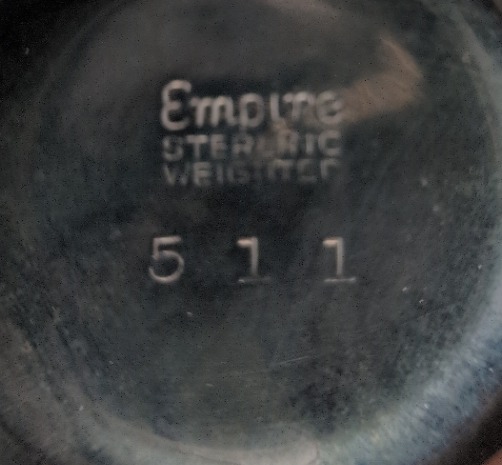 Empire
STERLING
WEIGHTED
5 1 1